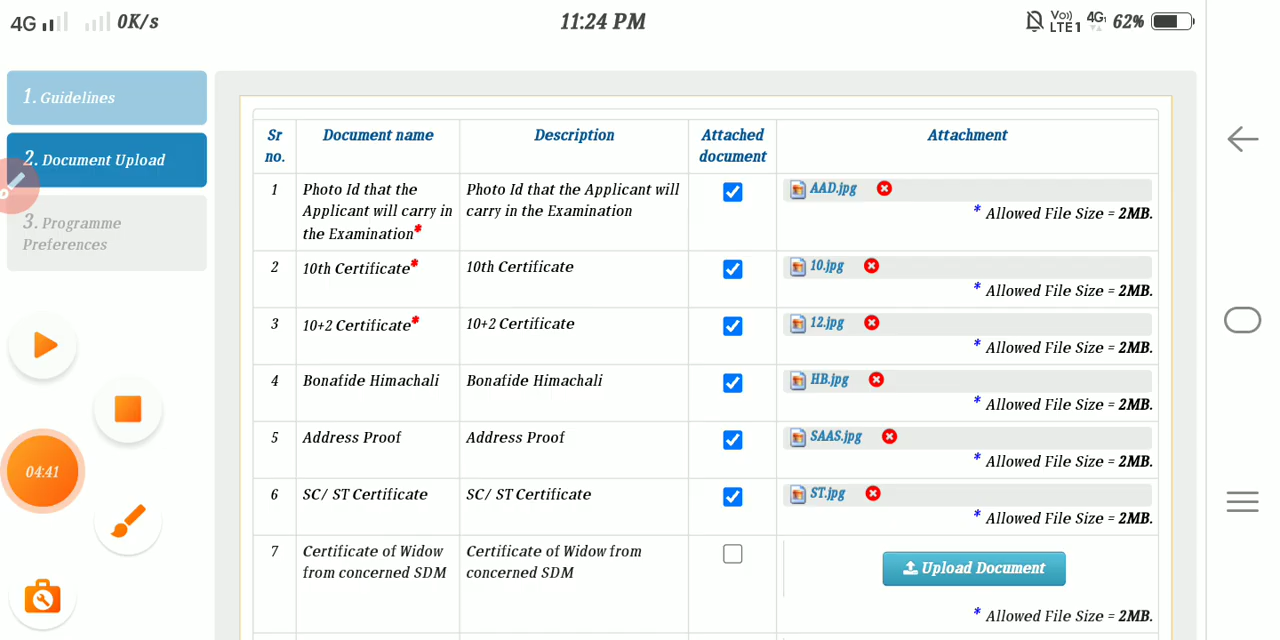 4G 0K/s 11:24 PM Vo) LTE1 4G 62%
1. Guidelines
2. Document Upload
3. Programme
Preferences
04:41
Sr no. Document name Description Attached document Attachment
1 Photo Id that the Photo Id that the Applicant will AAD.jpg
Applicant will carry in carry in the Examination * Allowed File Size = 2MB.
the Examination*
2 10th Certificate* 10th Certificate 10.jpg
* Allowed File Size = 2MB.
3 10+2 Certificate* 10+2 Certificate 12.jpg
* Allowed File Size = 2MB.
4 Bonafide Himachali Bonafide Himachali HB.jpg
* Allowed File Size = 2MB.
5 Address Proof Address Proof SAAS.jpg
* Allowed File Size = 2MB.
6 SC/ ST Certificate SC/ ST Certificate ST.jpg
* Allowed File Size = 2MB.
7 Certificate of Widow Certificate of Widow from Upload Document
from concerned SDM concerned SDM
* Allowed File Size = 2MB.